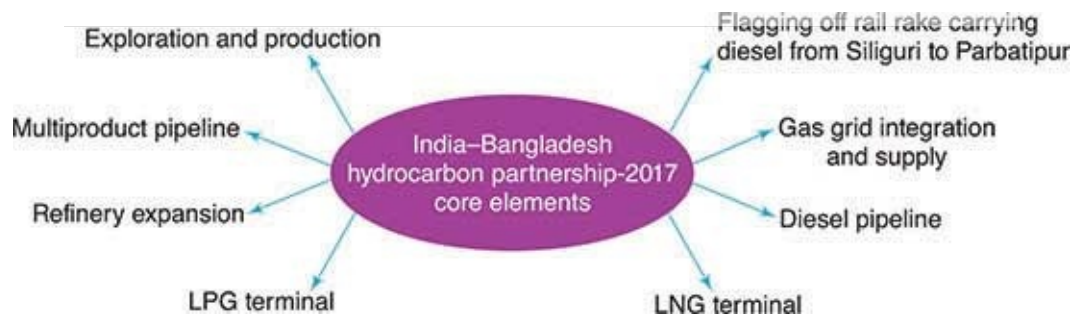 Exploration and production
Flagging off rail rake carrying
diesel from Siliguri to Parbatipur
Multiproduct pipeline
India–Bangladesh
hydrocarbon partnership-2017
core elements
Gas grid integration
and supply
Refinery expansion
Diesel pipeline
LPG terminal
LNG terminal